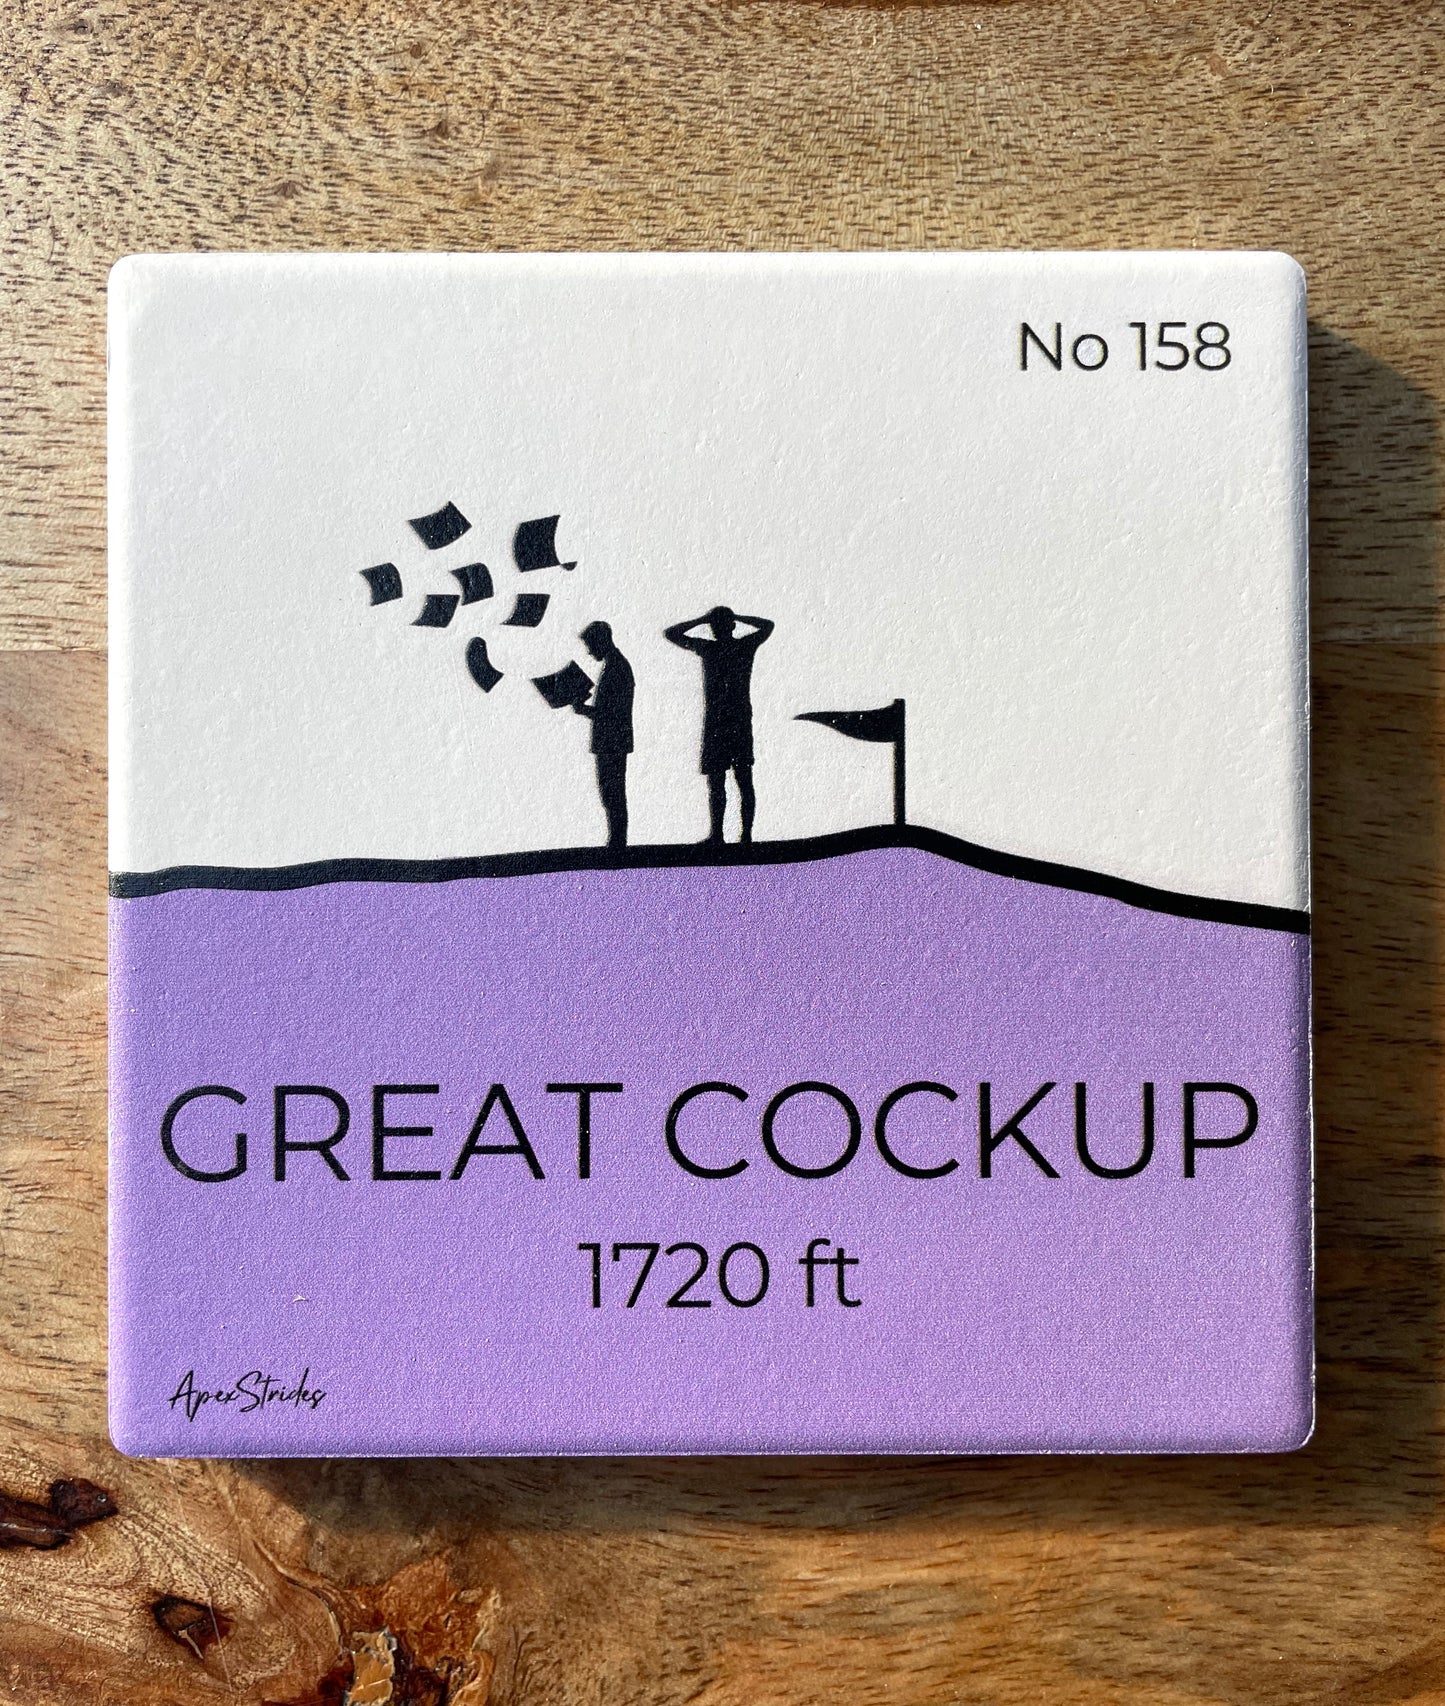 No 158
GREAT COCKUP
1720 ft
ApexStrides